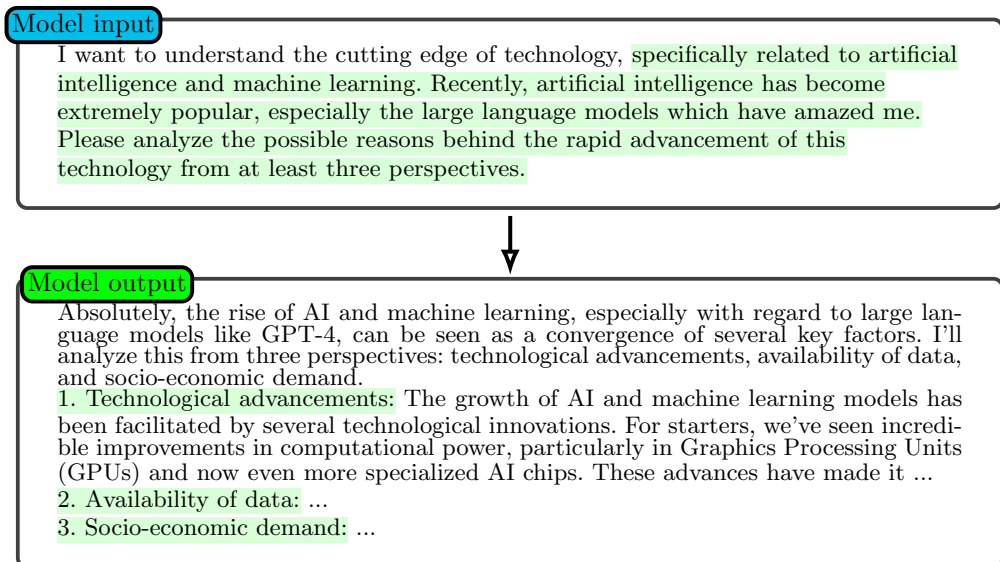 Model input
I want to understand the cutting edge of technology, specifically related to artificial
intelligence and machine learning. Recently, artificial intelligence has become
extremely popular, especially the large language models which have amazed me.
Please analyze the possible reasons behind the rapid advancement of this
technology from at least three perspectives.
Model output
Absolutely, the rise of AI and machine learning, especially with regard to large lan-
guage models like GPT-4, can be seen as a convergence of several key factors. I'll
analyze this from three perspectives: technological advancements, availability of data,
and socio-economic demand.
1. Technological advancements: The growth of AI and machine learning models has
been facilitated by several technological innovations. For starters, we've seen incredi-
ble improvements in computational power, particularly in Graphics Processing Units
(GPUs) and now even more specialized AI chips. These advances have made it ...
2. Availability of data: ...
3. Socio-economic demand: ...